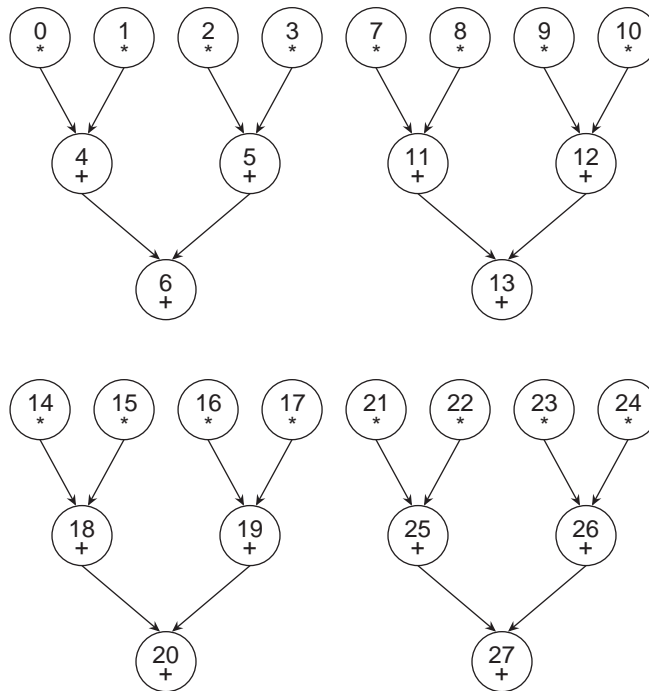 0 1 2 3 7 8 9 10
* * * * * * * *
4 5 11 12
+ + + +
6 13
+ +
14 15 16 17 21 22 23 24
* * * * * * * *
18 19 25 26
+ + + +
20 27
+ +